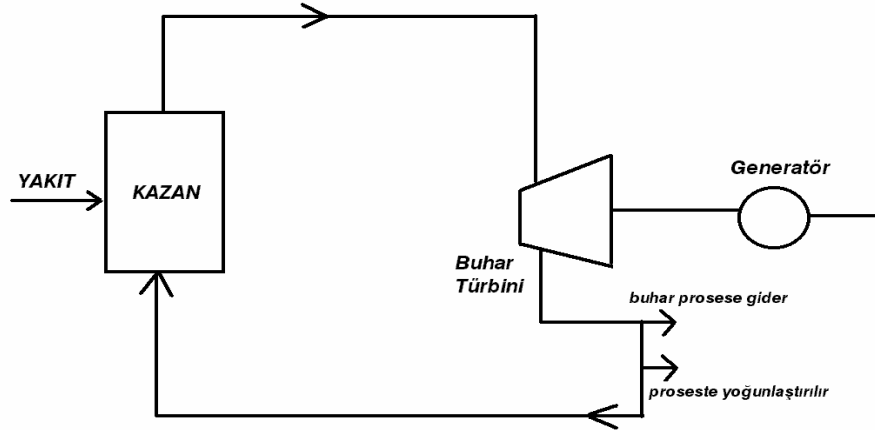 YAKIT
KAZAN
Generatör
Buhar
Türbini
buhar prosese gider
proseste yoğunlaştırılır